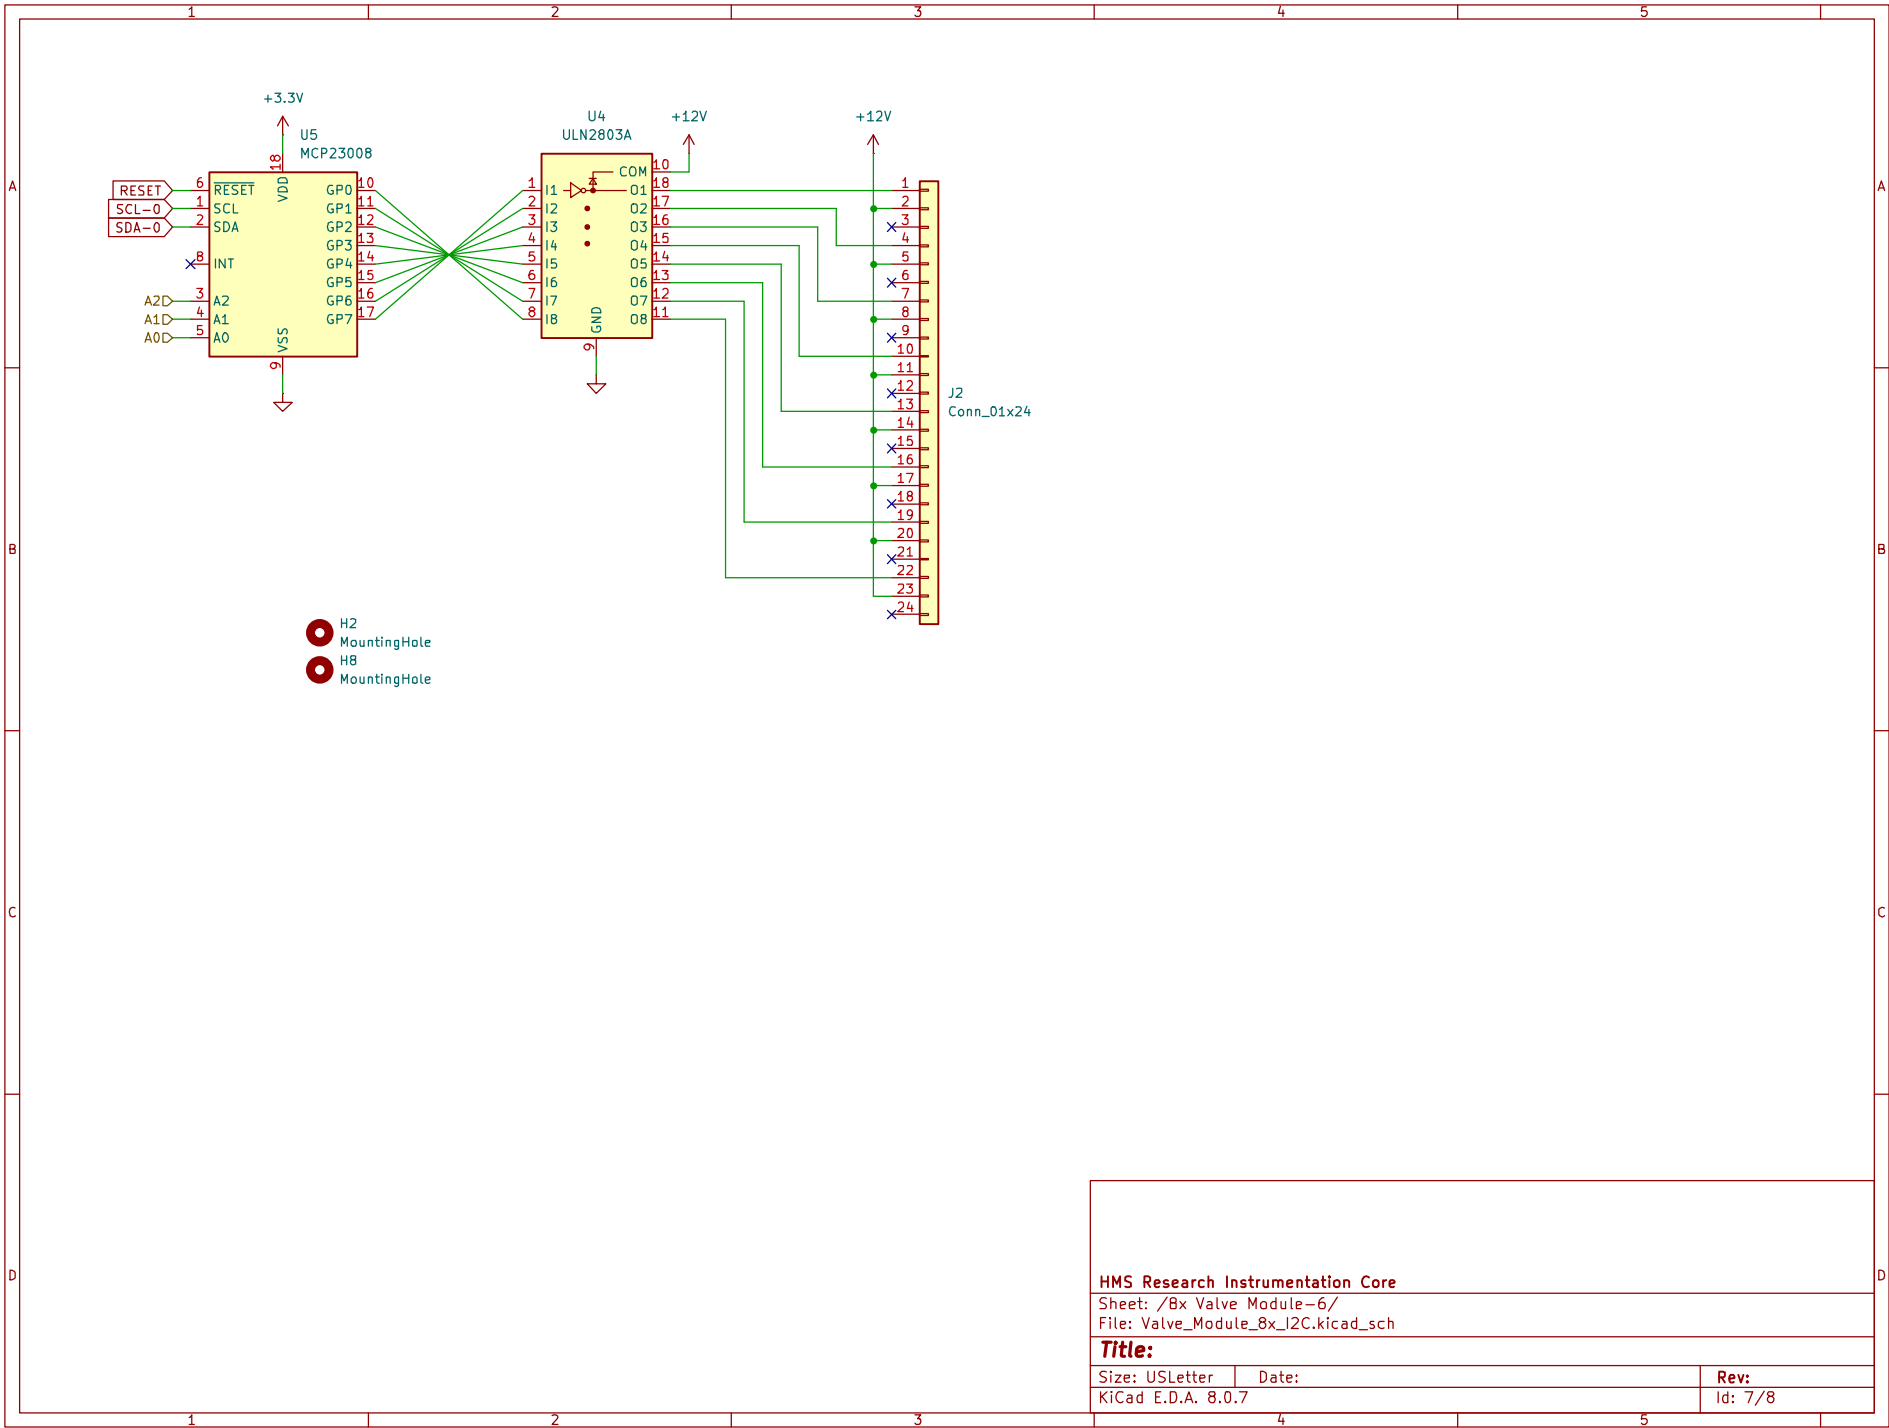 1 2 3 4 5
+3.3V
U5
MCP23008
U4
ULN2803A
+12V
+12V
A A
RESET 6 RESET
SCL-0 1 SCL
SDA-0 2 SDA
8 INT
A2 3 A2
A1 4 A1
A0 5 A0
18 VDD
VSS 9
GP0 10
GP1 11
GP2 12
GP3 13
GP4 14
GP5 15
GP6 16
GP7 17
1 I1
2 I2
3 I3
4 I4
5 I5
6 I6
7 I7
8 I8
COM 10
O1 18
O2 17
O3 16
O4 15
O5 14
O6 13
O7 12
O8 11
GND 9
1
2
3
4
5
6
7
8
9
10
11
12
13
14
15
16
17
18
19
20
21
22
23
24
J2
Conn_01x24
B B
H2
MountingHole
H8
MountingHole
C C
D D
HMS Research Instrumentation Core
Sheet: /8x Valve Module-6/
File: Valve_Module_8x_I2C.kicad_sch
Title:
Size: USLetter Date: Rev:
KiCad E.D.A. 8.0.7 Id: 7/8
1 2 3 4 5